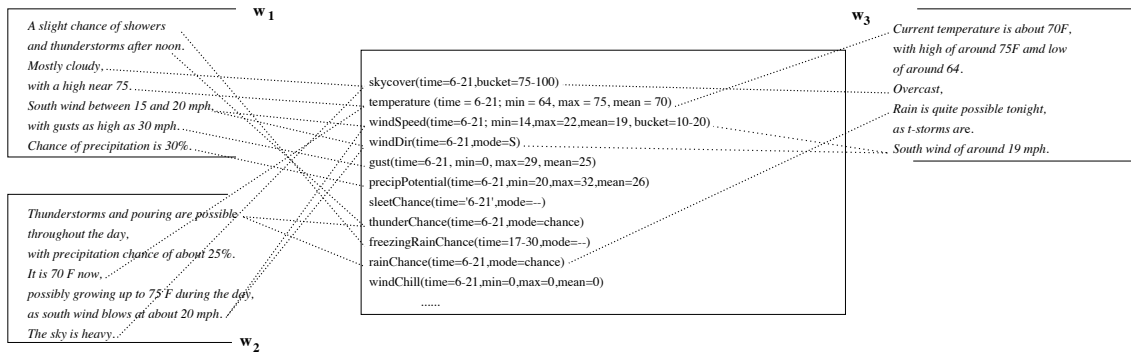 w 1
A slight chance of showers
and thunderstorms after noon.
Mostly cloudy,
with a high near 75.
South wind between 15 and 20 mph,
with gusts as high as 30 mph.
Chance of precipitation is 30%.
Thunderstorms and pouring are possible
throughout the day,
with precipitation chance of about 25%.
It is 70 F now,
possibly growing up to 75 F during the day,
as south wind blows at about 20 mph.
The sky is heavy.
w 2
skycover(time=6-21,bucket=75-100)
temperature (time = 6-21; min = 64, max = 75, mean = 70)
windSpeed(time=6-21; min=14,max=22,mean=19, bucket=10-20)
windDir(time=6-21,mode=S)
gust(time=6-21, min=0, max=29, mean=25)
precipPotential(time=6-21,min=20,max=32,mean=26)
sleetChance(time='6-21',mode=--)
thunderChance(time=6-21,mode=chance)
freezingRainChance(time=17-30,mode=--)
rainChance(time=6-21,mode=chance)
windChill(time=6-21,min=0,max=0,mean=0)
......
w 3
Current temperature is about 70F,
with high of around 75F amd low
of around 64.
Overcast,
Rain is quite possible tonight,
as t-storms are.
South wind of around 19 mph.